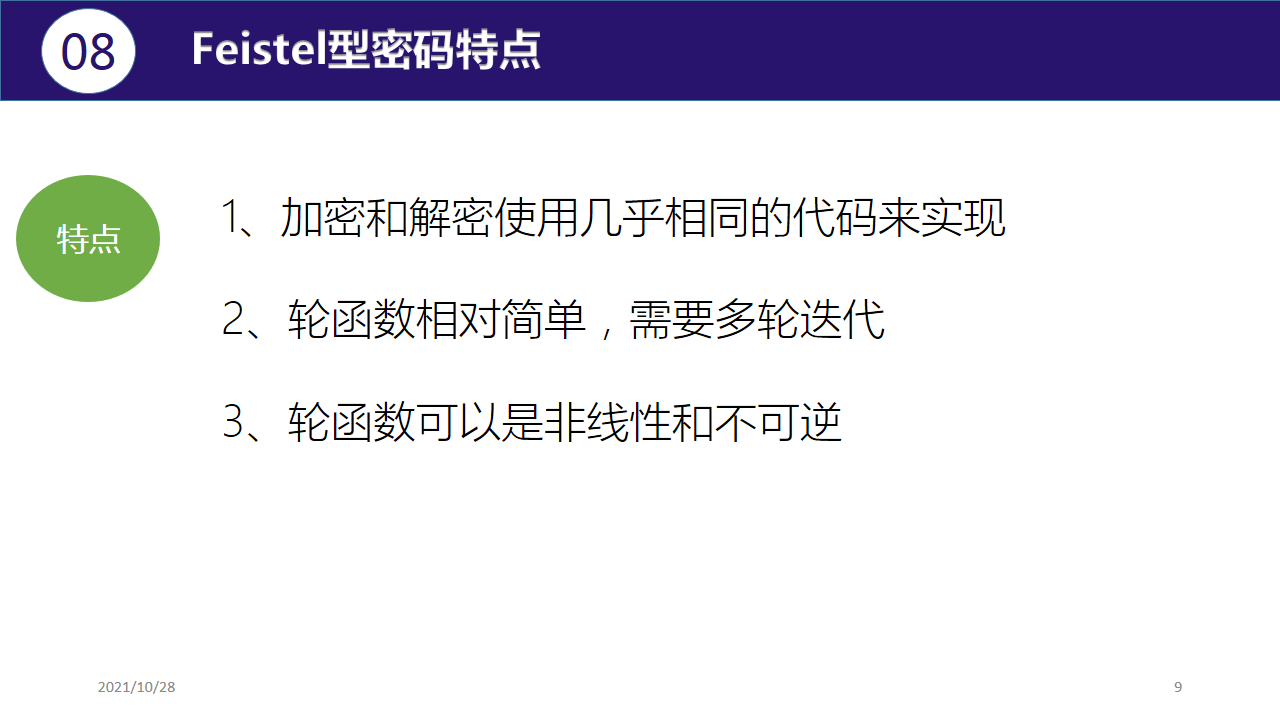 08
Feistel型密码特点
特点
1、加密和解密使用几乎相同的代码来实现
2、轮函数相对简单，需要多轮迭代
3、轮函数可以是非线性和不可逆
2021/10/28
9